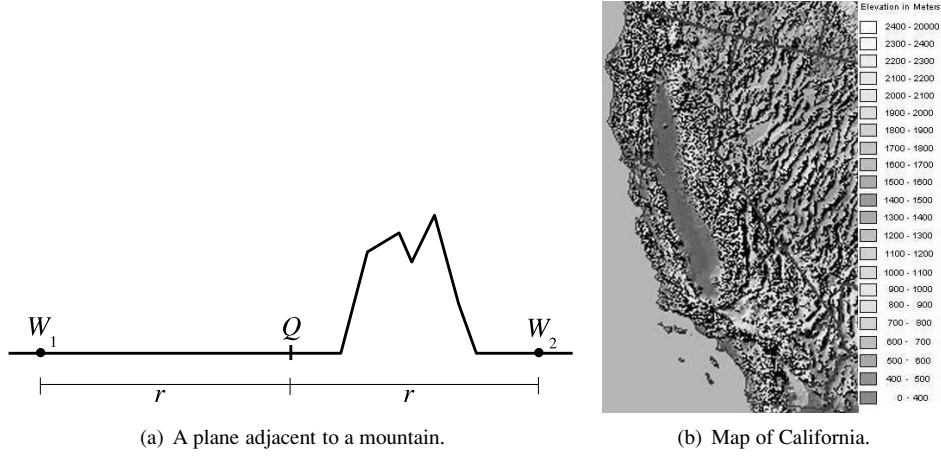 W1
Q
W2
r
r
(a) A plane adjacent to a mountain.
Elevation in Meters
2400 - 20000
2300 - 2400
2200 - 2300
2100 - 2200
2000 - 2100
1900 - 2000
1800 - 1900
1700 - 1800
1600 - 1700
1500 - 1600
1400 - 1500
1300 - 1400
1200 - 1300
1100 - 1200
1000 - 1100
900 - 1000
800 - 900
700 - 800
600 - 700
500 - 600
400 - 500
0 - 400
(b) Map of California.